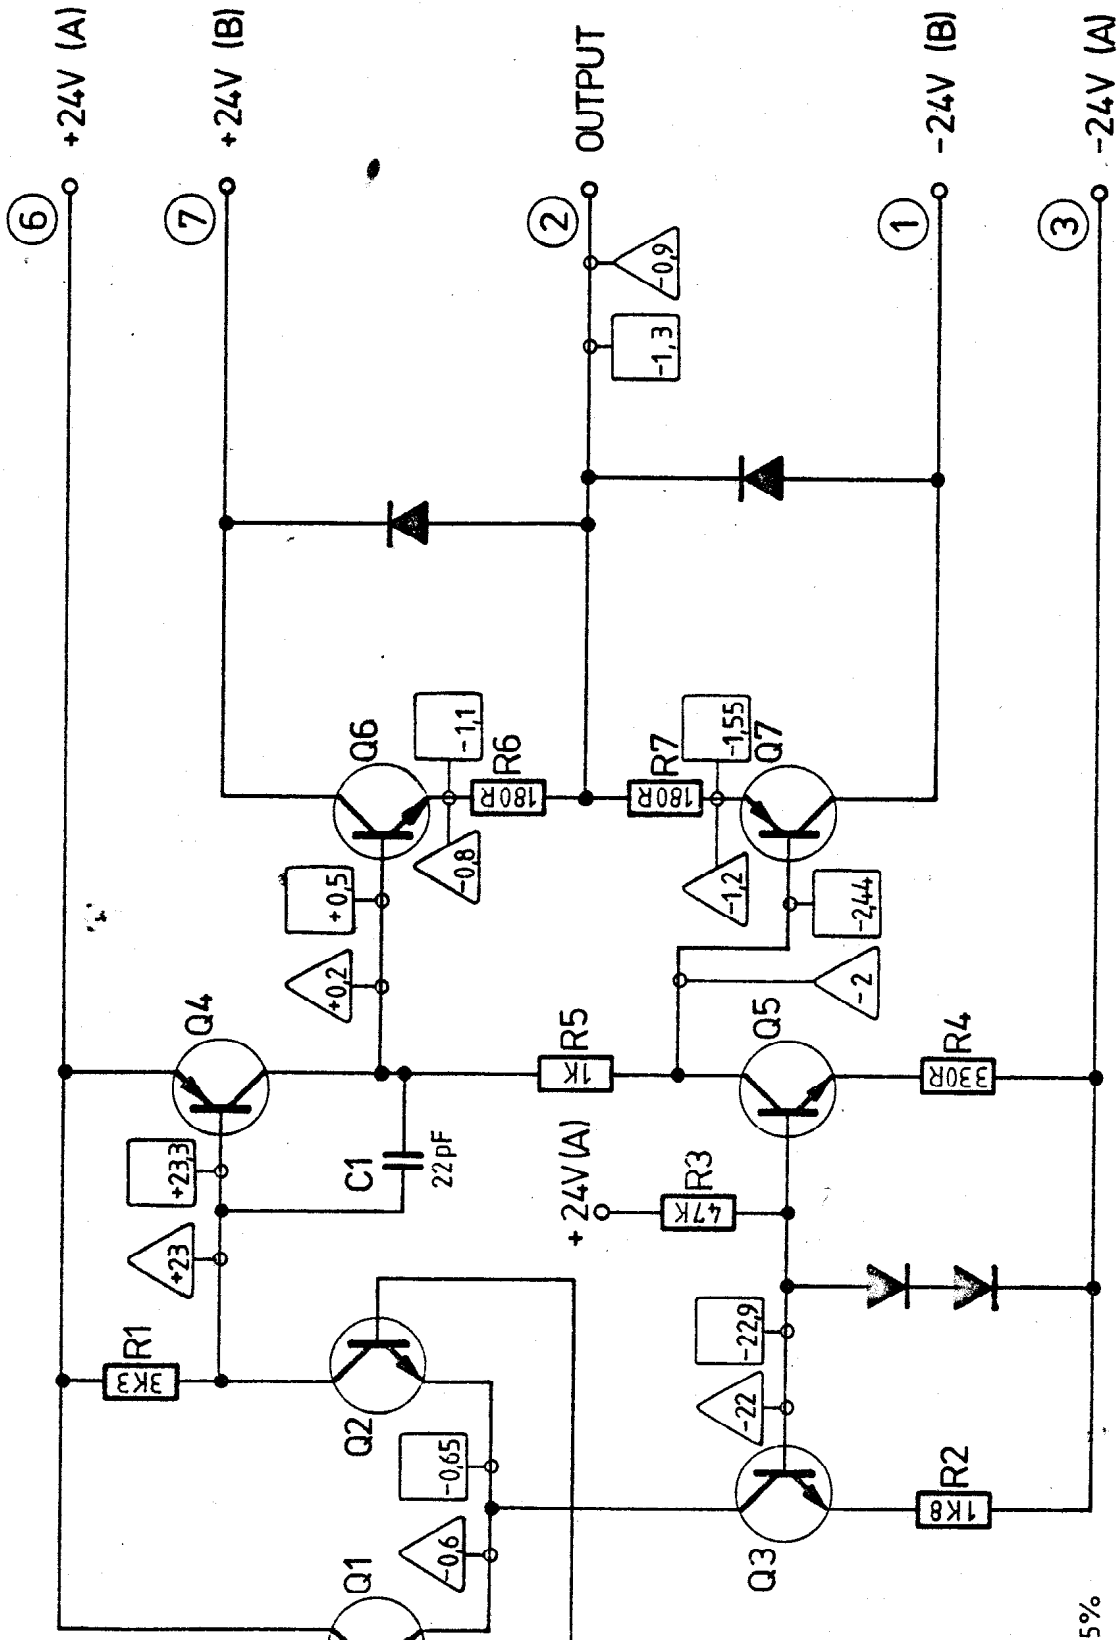 6
+24V (A)
7
+24V (B)
2
OUTPUT
1
-24V (B)
3
-24V (A)
-0,9
-1,3
Q6
-1,1
R6
180R
-0,8
+0,5
+0,2
R7
180R
-1,55
Q7
-1,2
-2,44
-2
Q4
+23,3
+23
C1
22pF
R5
1K
Q5
R4
330R
+24V(A)
R3
47K
R1
3K3
Q2
-0,65
-0,6
Q1
-22,9
-22
Q3
R2
1K8
5%